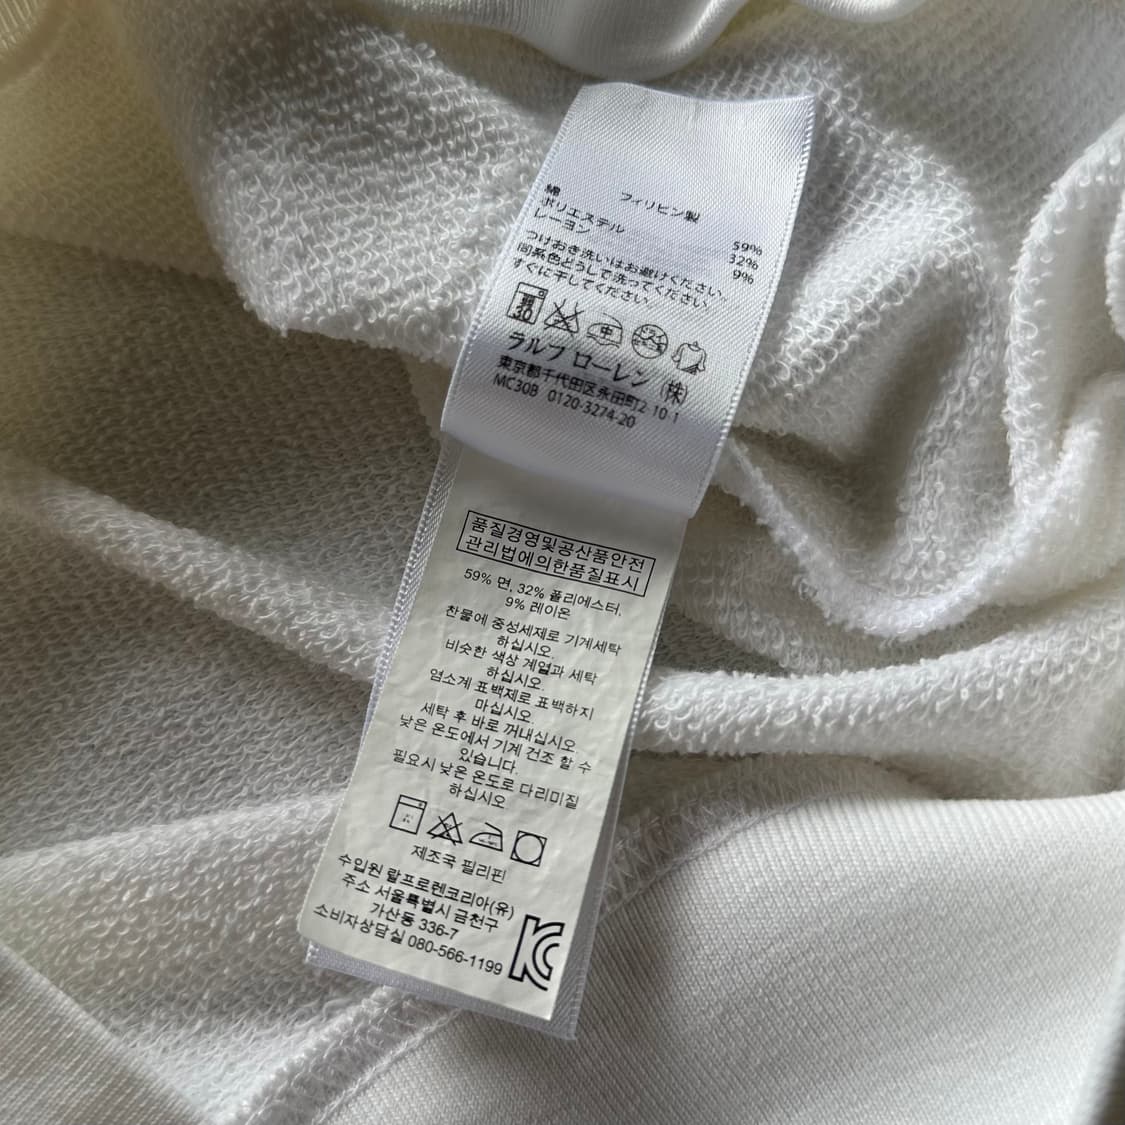 フィリピン製
綿 59%
ポリエステル 32%
レーヨン 9%
つけおき洗いはお避けください。
同系色どうしで洗ってください。
すぐに干してください。
弱
30
中
ラルフ ローレン (株)
東京都千代田区永田町2-10-1
MC30B 0120-3274-20
품질경영및공산품안전
관리법에의한품질표시
59% 면, 32% 폴리에스터,
9% 레이온
찬물에 중성세제로 기계세탁
하십시오.
비슷한 색상 계열과 세탁
하십시오.
염소계 표백제로 표백하지
마십시오.
세탁 후 바로 꺼내십시오.
낮은 온도에서 기계 건조 할 수
있습니다.
필요시 낮은 온도로 다리미질
하십시오
제조국 필리핀
수입원 랄프로렌코리아(유)
주소 서울특별시 금천구
가산동 336-7
소비자상담실 080-566-1199